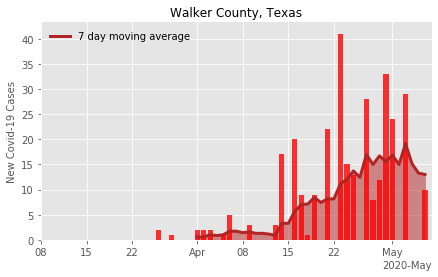 Walker County, Texas
7 day moving average
New Covid-19 Cases
40
35
30
25
20
15
10
5
0
08 15 22 Apr 08 15 22 May
2020-May